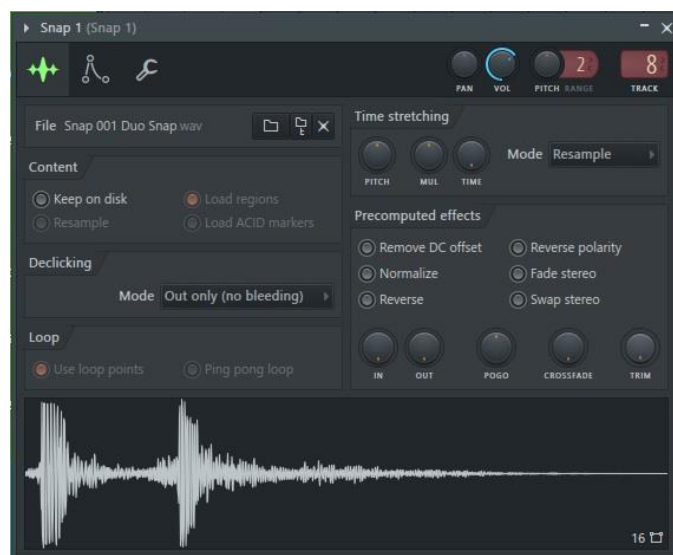 Snap 1 (Snap 1)
PAN VOL PITCH RANGE 2 8 TRACK
File Snap 001 Duo Snap.wav
Content
Keep on disk Load regions
Resample Load ACID markers
Declicking
Mode Out only (no bleeding)
Loop
Use loop points Ping pong loop
Time stretching
PITCH MUL TIME Mode Resample
Precomputed effects
Remove DC offset Reverse polarity
Normalize Fade stereo
Reverse Swap stereo
IN OUT POGO CROSSFADE TRIM
16